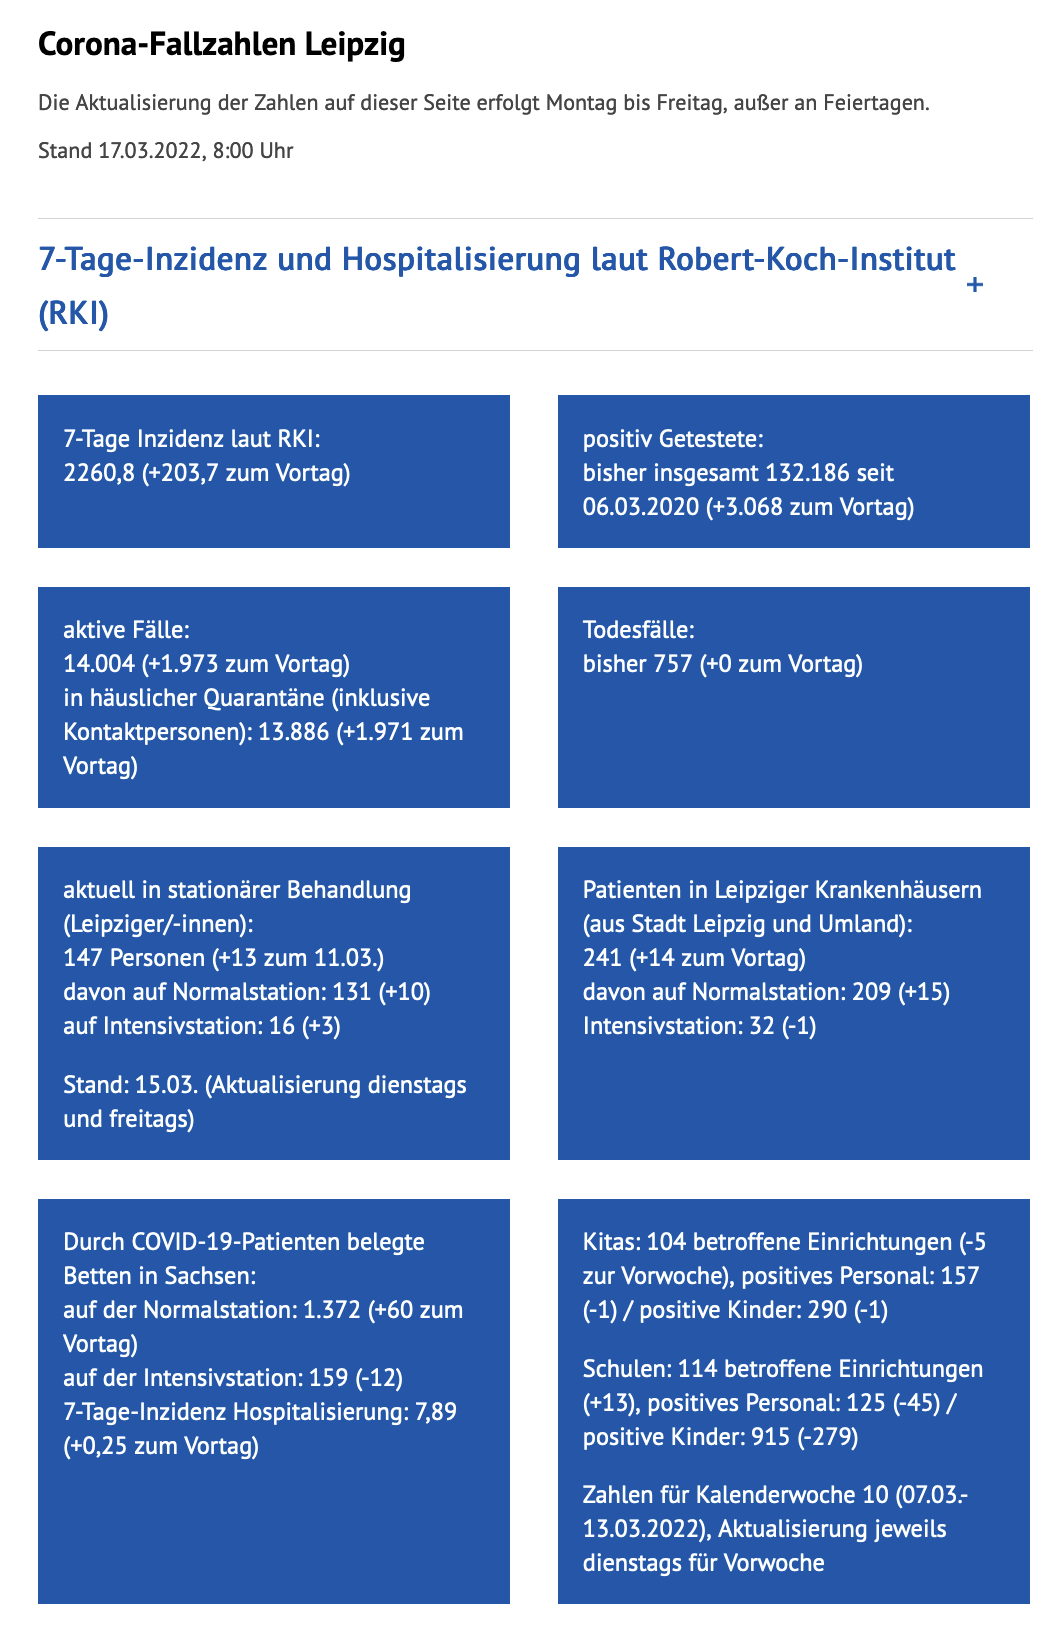 Corona-Fallzahlen Leipzig
Die Aktualisierung der Zahlen auf dieser Seite erfolgt Montag bis Freitag, außer an Feiertagen.
Stand 17.03.2022, 8:00 Uhr
7-Tage-Inzidenz und Hospitalisierung laut Robert-Koch-Institut
(RKI)
+
7-Tage Inzidenz laut RKI:
2260,8 (+203,7 zum Vortag)
positiv Getestete:
bisher insgesamt 132.186 seit
06.03.2020 (+3.068 zum Vortag)
aktive Fälle:
14.004 (+1.973 zum Vortag)
in häuslicher Quarantäne (inklusive
Kontaktpersonen): 13.886 (+1.971 zum
Vortag)
Todesfälle:
bisher 757 (+0 zum Vortag)
aktuell in stationärer Behandlung
(Leipziger/-innen):
147 Personen (+13 zum 11.03.)
davon auf Normalstation: 131 (+10)
auf Intensivstation: 16 (+3)
Stand: 15.03. (Aktualisierung dienstags
und freitags)
Patienten in Leipziger Krankenhäusern
(aus Stadt Leipzig und Umland):
241 (+14 zum Vortag)
davon auf Normalstation: 209 (+15)
Intensivstation: 32 (-1)
Durch COVID-19-Patienten belegte
Betten in Sachsen:
auf der Normalstation: 1.372 (+60 zum
Vortag)
auf der Intensivstation: 159 (-12)
7-Tage-Inzidenz Hospitalisierung: 7,89
(+0,25 zum Vortag)
Kitas: 104 betroffene Einrichtungen (-5
zur Vorwoche), positives Personal: 157
(-1) / positive Kinder: 290 (-1)
Schulen: 114 betroffene Einrichtungen
(+13), positives Personal: 125 (-45) /
positive Kinder: 915 (-279)
Zahlen für Kalenderwoche 10 (07.03.-
13.03.2022), Aktualisierung jeweils
dienstags für Vorwoche